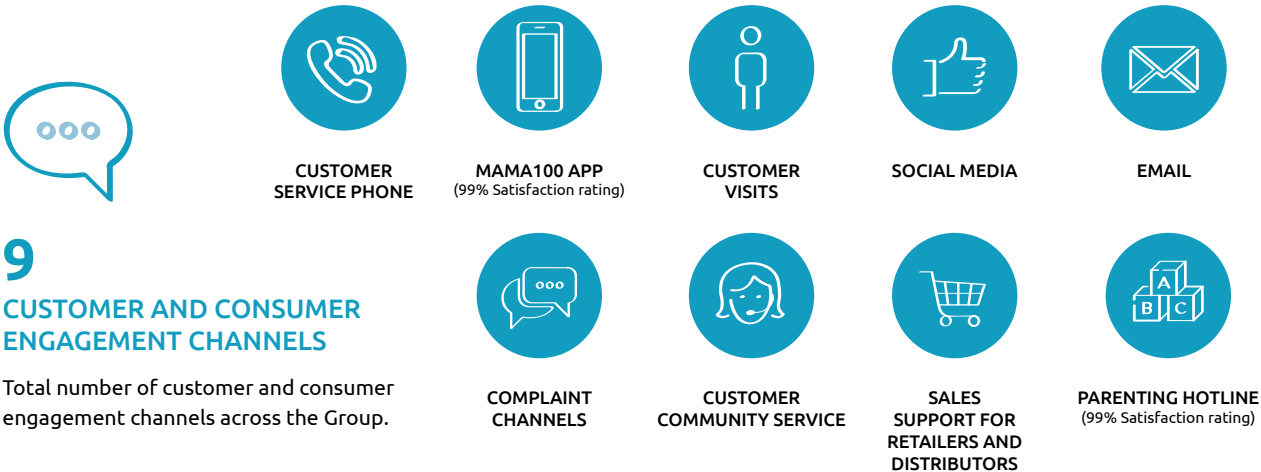 CUSTOMER
SERVICE PHONE
MAMA100 APP
(99% Satisfaction rating)
CUSTOMER
VISITS
SOCIAL MEDIA
EMAIL
9
CUSTOMER AND CONSUMER
ENGAGEMENT CHANNELS
Total number of customer and consumer
engagement channels across the Group.
COMPLAINT
CHANNELS
CUSTOMER
COMMUNITY SERVICE
SALES
SUPPORT FOR
RETAILERS AND
DISTRIBUTORS
A
B C
PARENTING HOTLINE
(99% Satisfaction rating)